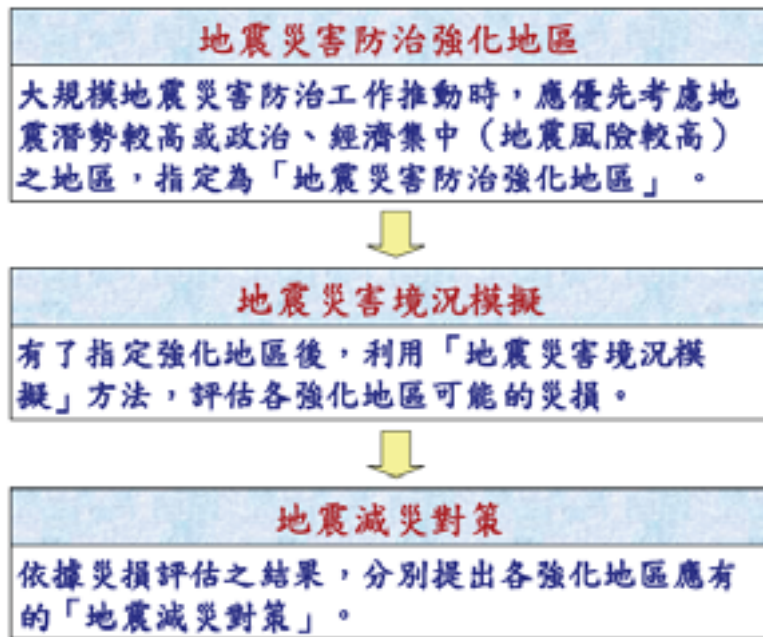 地震災害防治強化地區
大規模地震災害防治工作推動時，應優先考慮地
震潛勢較高或政治、經濟集中（地震風險較高）
之地區，指定為「地震災害防治強化地區」。
地震災害境況模擬
有了指定強化地區後，利用「地震災害境況模
擬」方法，評估各強化地區可能的災損。
地震減災對策
依據災損評估之結果，分別提出各強化地區應有
的「地震減災對策」。